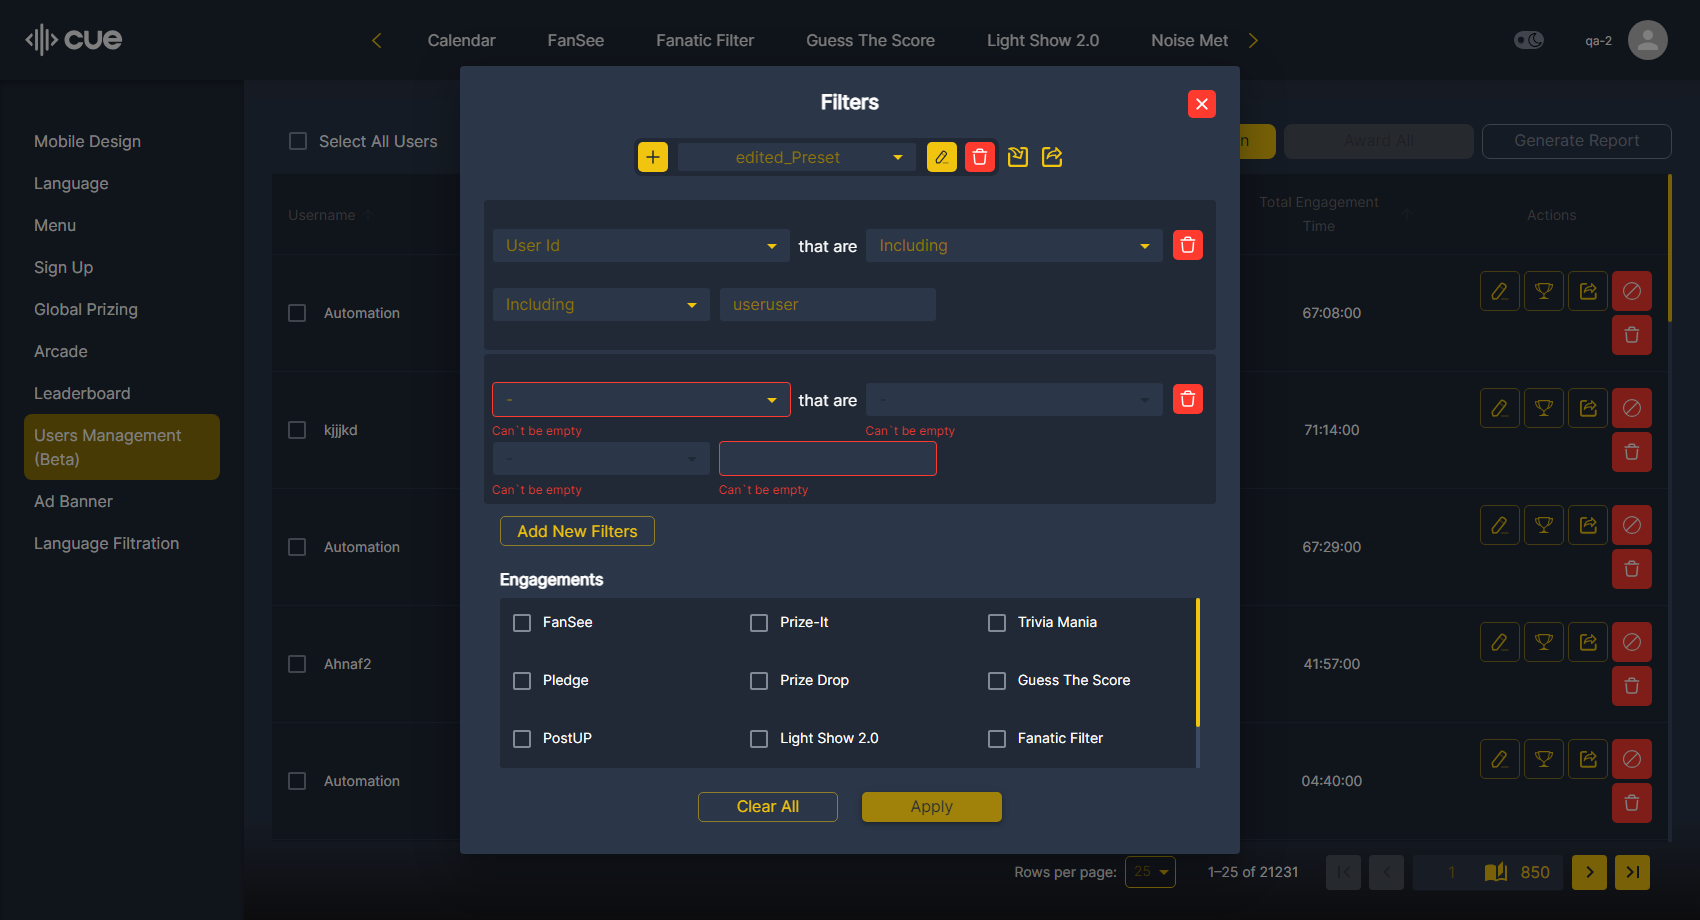 cue
Calendar
FanSee
Fanatic Filter
Guess The Score
Light Show 2.0
Noise Met
qa-2
Mobile Design
Language
Menu
Sign Up
Global Prizing
Arcade
Leaderboard
Users Management
(Beta)
Ad Banner
Language Filtration
Select All Users
n
Award All
Generate Report
Username
Total Engagement
Time
Actions
Automation
67:08:00
kjjjkd
71:14:00
Automation
67:29:00
Ahnaf2
41:57:00
Automation
04:40:00
Filters
edited_Preset
User Id
that are
Including
Including
useruser
-
that are
-
Can`t be empty
Can`t be empty
-
Can`t be empty
Can`t be empty
Add New Filters
Engagements
FanSee
Prize-It
Trivia Mania
Pledge
Prize Drop
Guess The Score
PostUP
Light Show 2.0
Fanatic Filter
Clear All
Apply
Rows per page:
25
1–25 of 21231
1
850